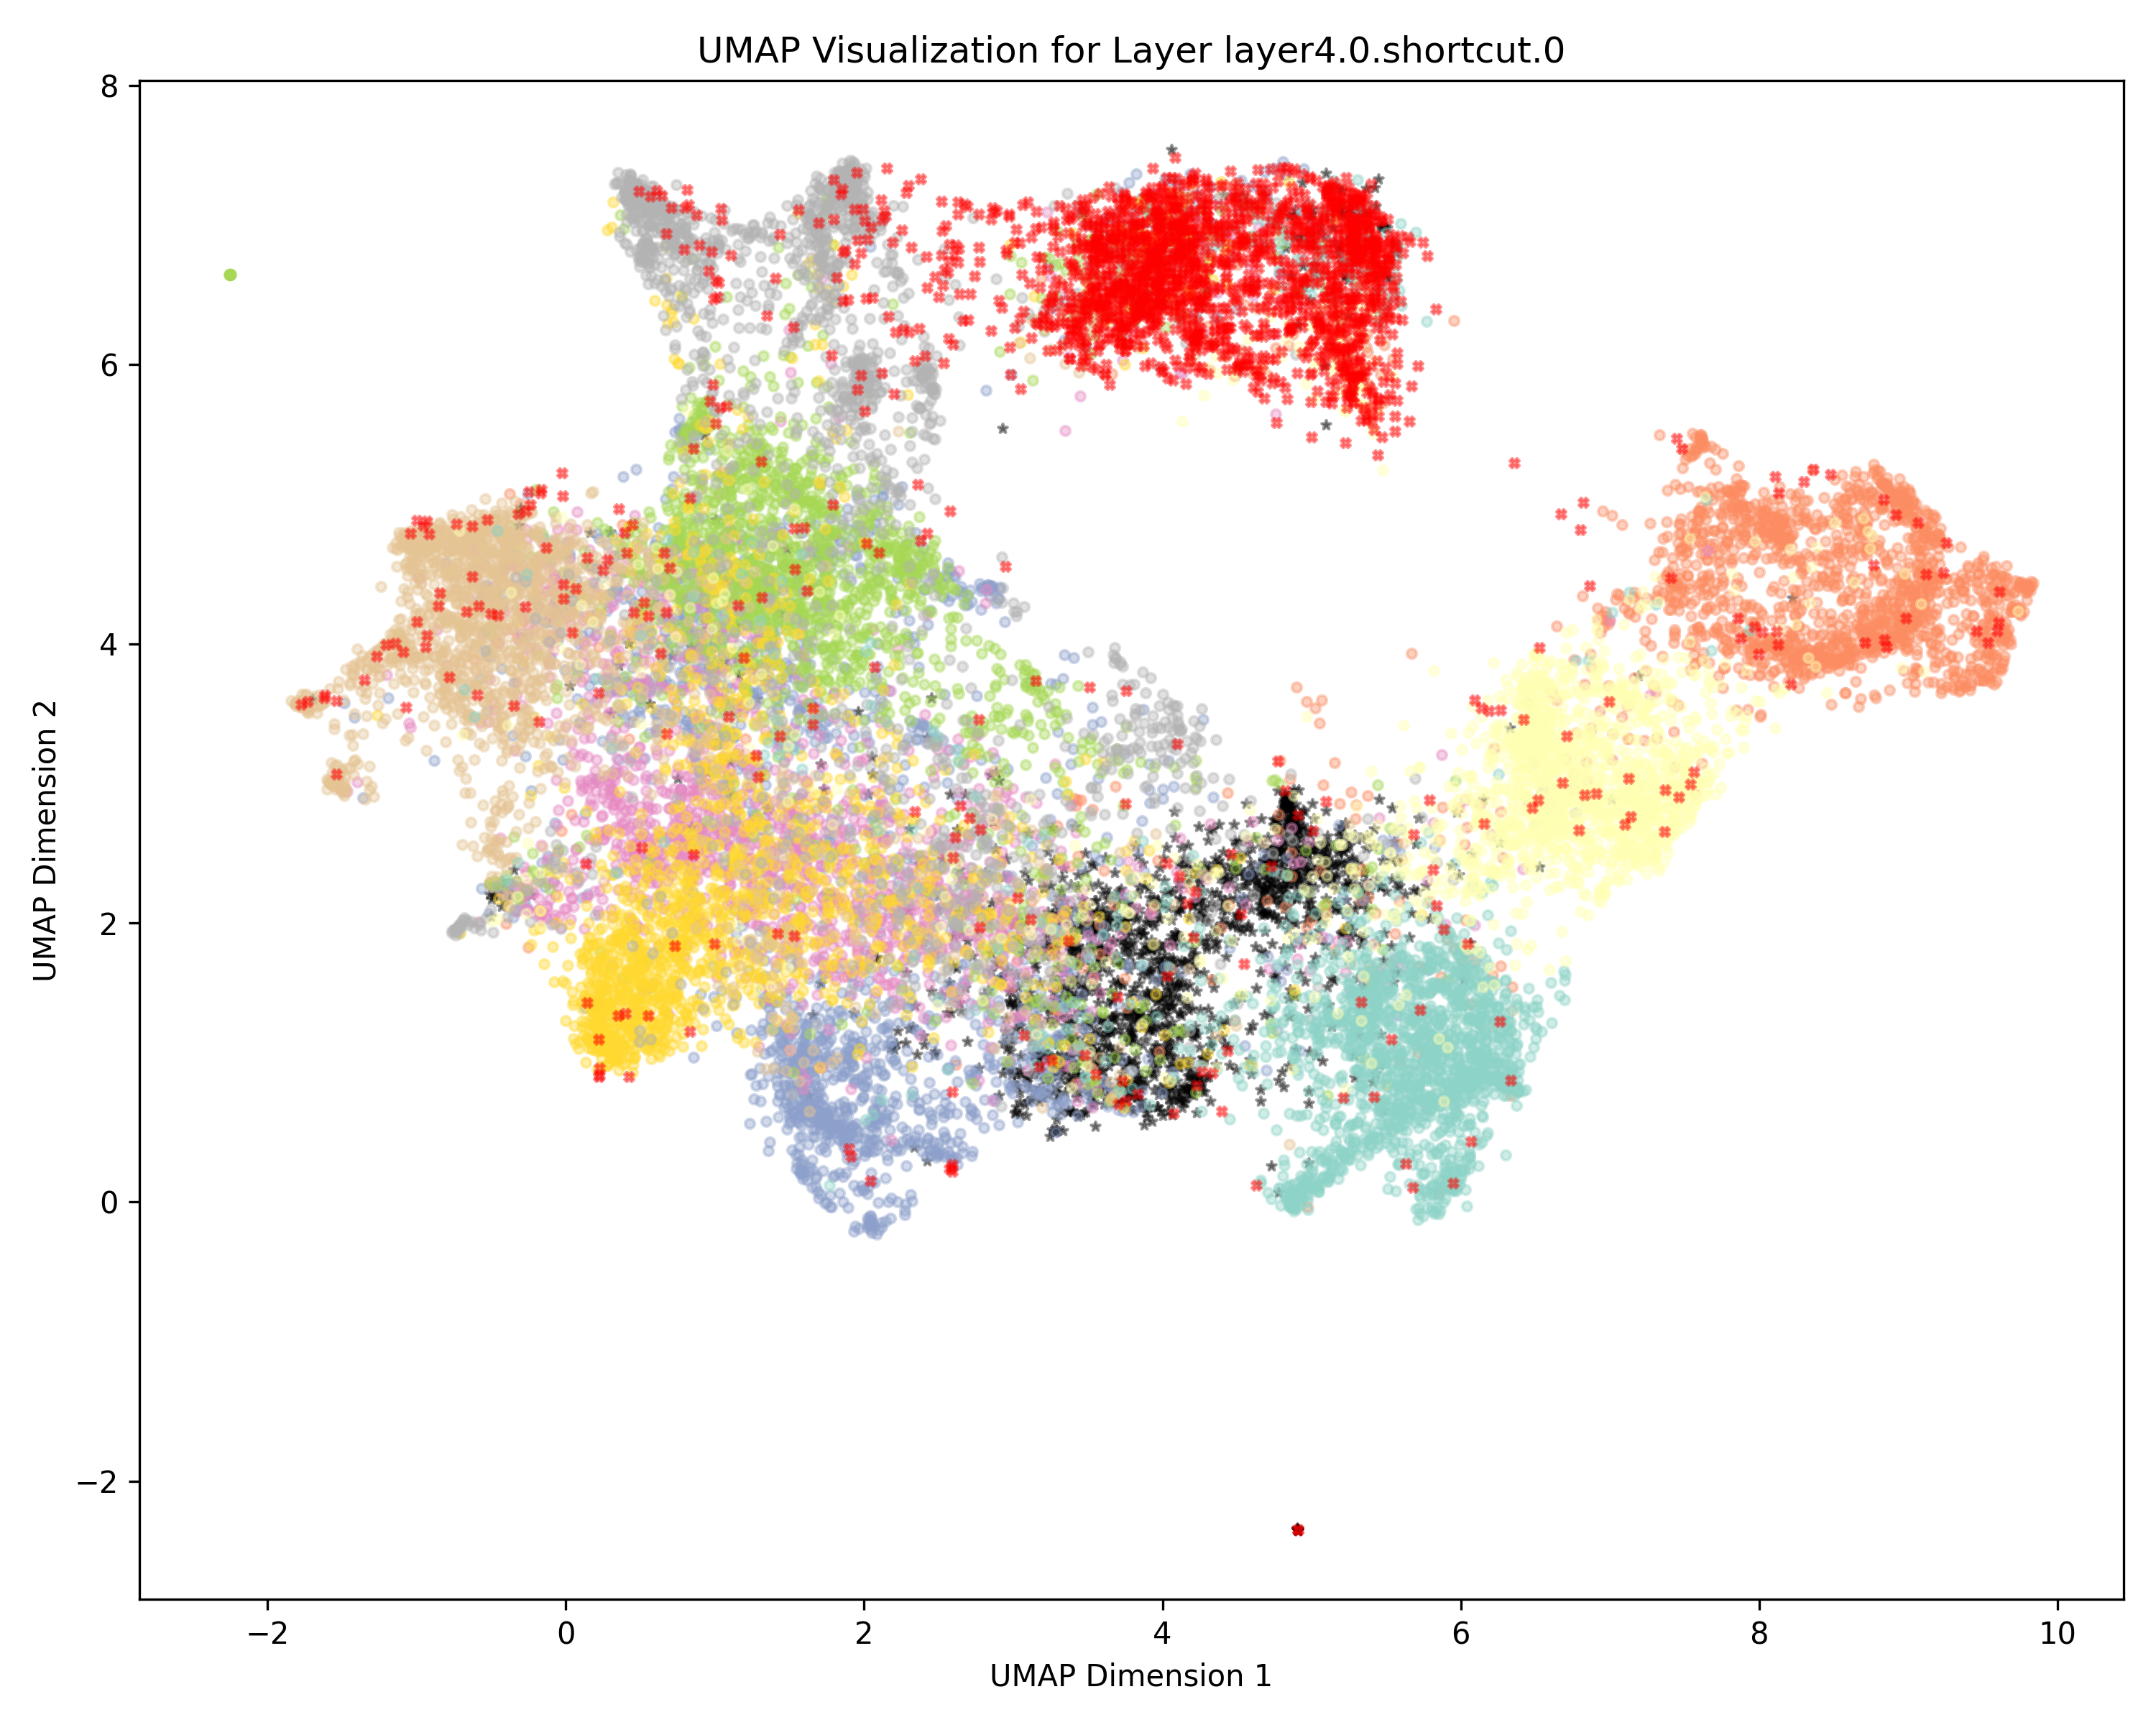 UMAP Visualization for Layer layer4.0.shortcut.0
8
6
4
2
0
−2
UMAP Dimension 2
−2 0 2 4 6 8 10
UMAP Dimension 1